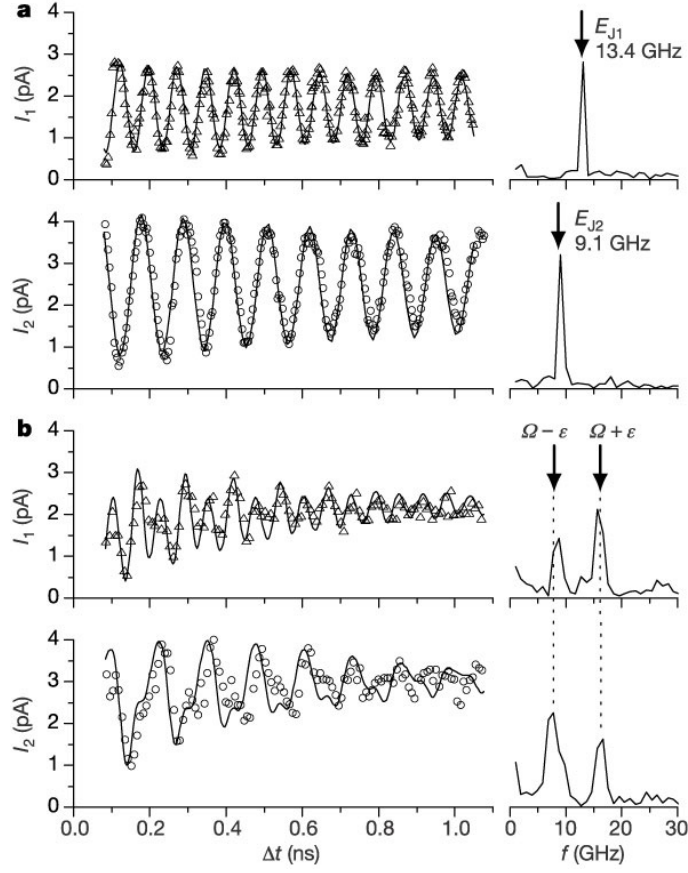 a
4
3
2
1
0
I1 (pA)
EJ1
13.4 GHz
4
3
2
1
0
I2 (pA)
EJ2
9.1 GHz
b
4
3
2
1
0
I1 (pA)
Ω − ε Ω + ε
4
3
2
1
0
I2 (pA)
0.0 0.2 0.4 0.6 0.8 1.0
Δt (ns)
0 10 20 30
f (GHz)